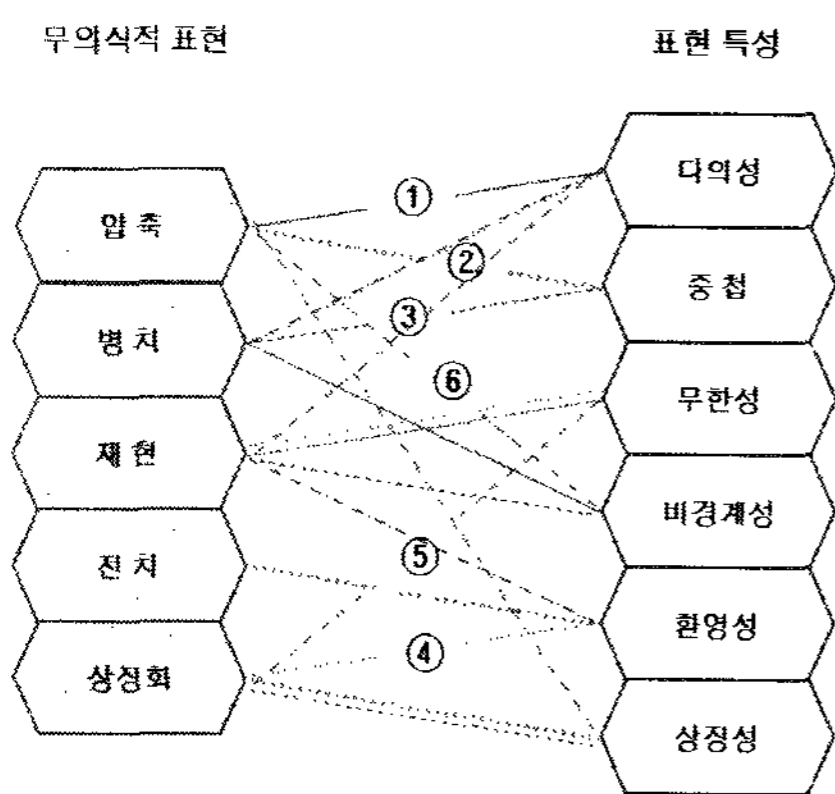 무의식적 표현
표현 특성
압축
병치
재현
전치
상징화
①
②
③
⑥
⑤
④
다의성
중첩
무한성
비경계성
환영성
상징성